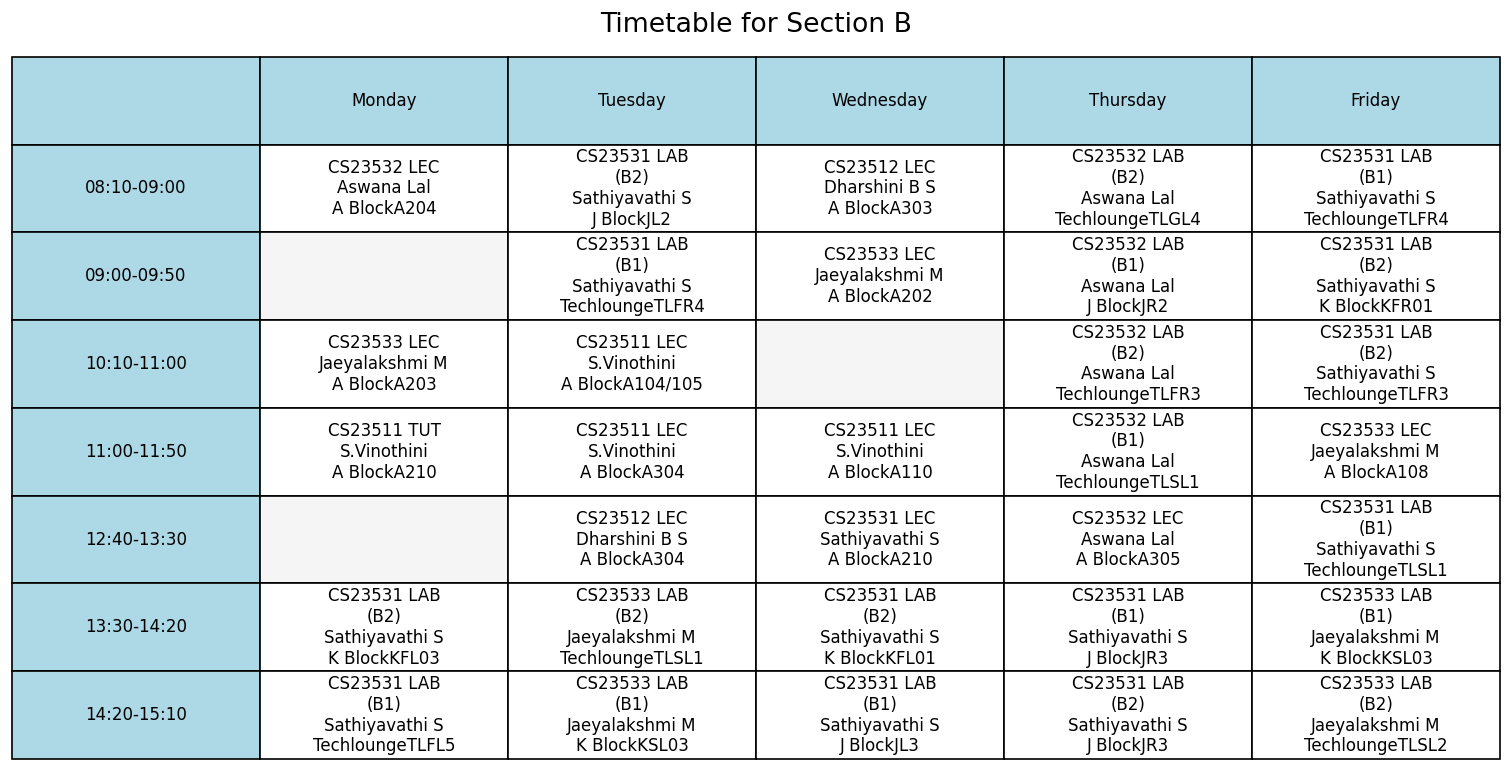 Timetable for Section B
Monday
Tuesday
Wednesday
Thursday
Friday
08:10-09:00
CS23532 LEC
Aswana Lal
A BlockA204
CS23531 LAB
(B2)
Sathiyavathi S
J BlockJL2
CS23512 LEC
Dharshini B S
A BlockA303
CS23532 LAB
(B2)
Aswana Lal
TechloungeTLGL4
CS23531 LAB
(B1)
Sathiyavathi S
TechloungeTLFR4
09:00-09:50
CS23531 LAB
(B1)
Sathiyavathi S
TechloungeTLFR4
CS23533 LEC
Jaeyalakshmi M
A BlockA202
CS23532 LAB
(B1)
Aswana Lal
J BlockJR2
CS23531 LAB
(B2)
Sathiyavathi S
K BlockKFR01
10:10-11:00
CS23533 LEC
Jaeyalakshmi M
A BlockA203
CS23511 LEC
S.Vinothini
A BlockA104/105
CS23532 LAB
(B2)
Aswana Lal
TechloungeTLFR3
CS23531 LAB
(B2)
Sathiyavathi S
TechloungeTLFR3
11:00-11:50
CS23511 TUT
S.Vinothini
A BlockA210
CS23511 LEC
S.Vinothini
A BlockA304
CS23511 LEC
S.Vinothini
A BlockA110
CS23532 LAB
(B1)
Aswana Lal
TechloungeTLSL1
CS23533 LEC
Jaeyalakshmi M
A BlockA108
12:40-13:30
CS23512 LEC
Dharshini B S
A BlockA304
CS23531 LEC
Sathiyavathi S
A BlockA210
CS23532 LEC
Aswana Lal
A BlockA305
CS23531 LAB
(B1)
Sathiyavathi S
TechloungeTLSL1
13:30-14:20
CS23531 LAB
(B2)
Sathiyavathi S
K BlockKFL03
CS23533 LAB
(B2)
Jaeyalakshmi M
TechloungeTLSL1
CS23531 LAB
(B2)
Sathiyavathi S
K BlockKFL01
CS23531 LAB
(B1)
Sathiyavathi S
J BlockJR3
CS23533 LAB
(B1)
Jaeyalakshmi M
K BlockKSL03
14:20-15:10
CS23531 LAB
(B1)
Sathiyavathi S
TechloungeTLFL5
CS23533 LAB
(B1)
Jaeyalakshmi M
K BlockKSL03
CS23531 LAB
(B1)
Sathiyavathi S
J BlockJL3
CS23531 LAB
(B2)
Sathiyavathi S
J BlockJR3
CS23533 LAB
(B2)
Jaeyalakshmi M
TechloungeTLSL2